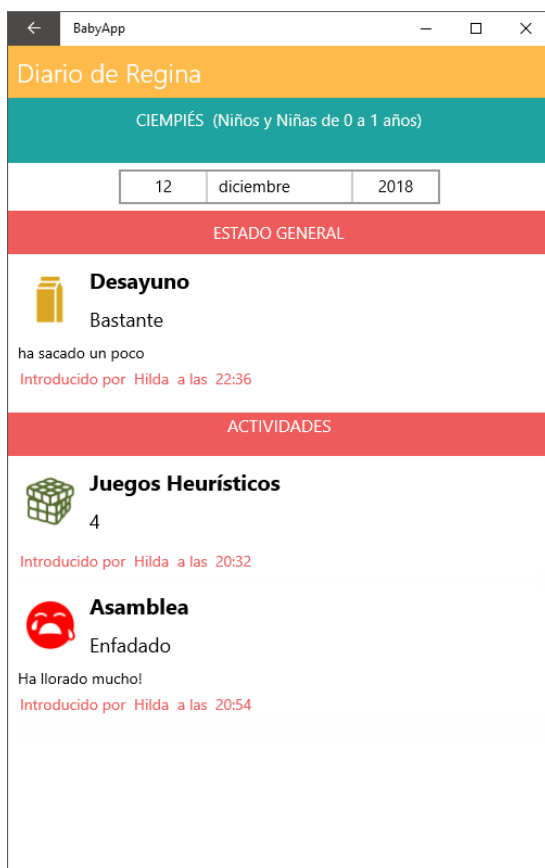 BabyApp
Diario de Regina
CIEMPIÉS (Niños y Niñas de 0 a 1 años)
12 diciembre 2018
ESTADO GENERAL
Desayuno
Bastante
ha sacado un poco
Introducido por Hilda a las 22:36
ACTIVIDADES
Juegos Heurísticos
4
Introducido por Hilda a las 20:32
Asamblea
Enfadado
Ha llorado mucho!
Introducido por Hilda a las 20:54